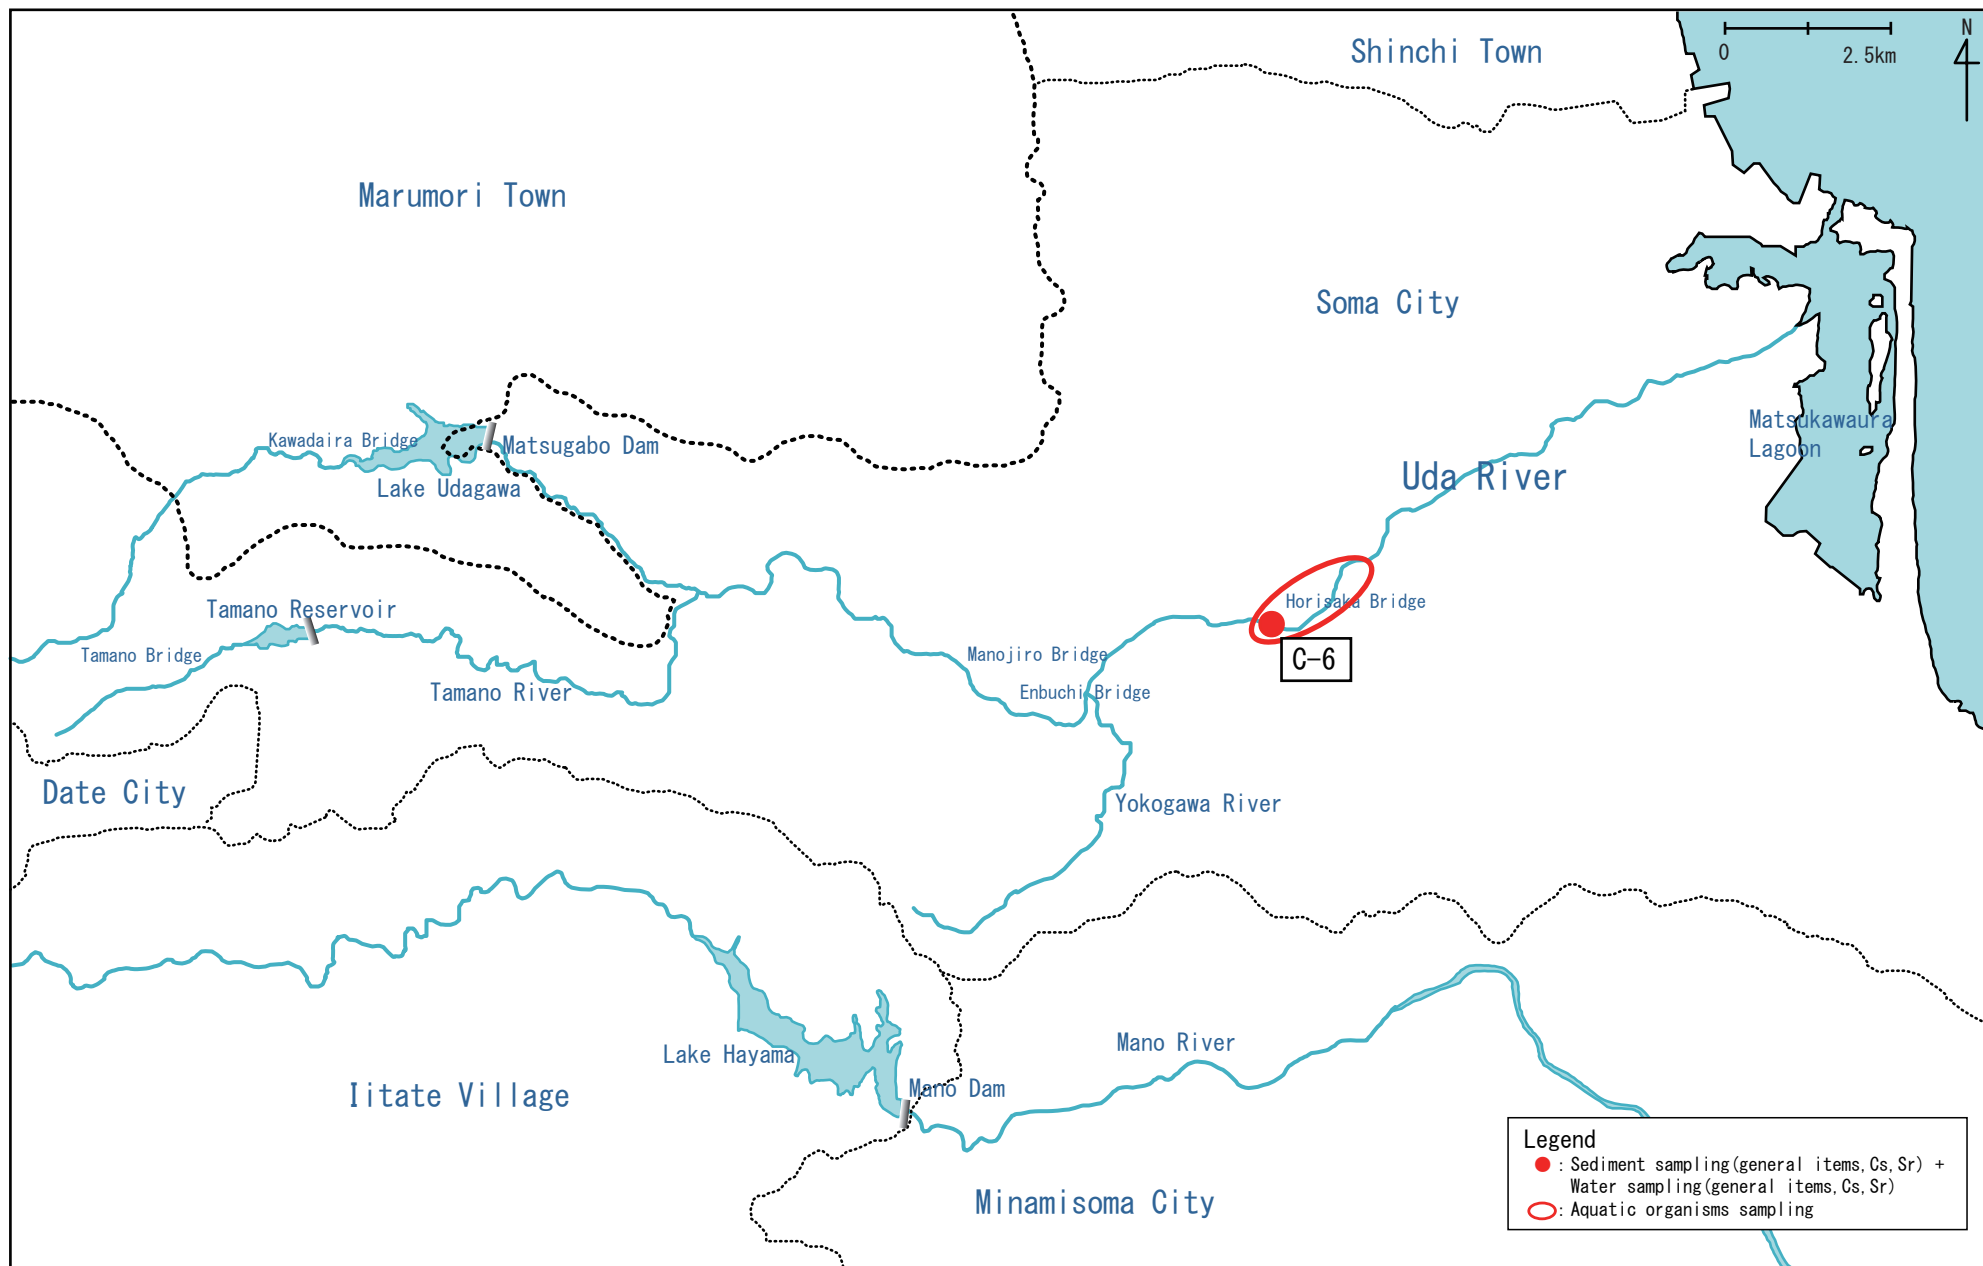 Shinchi Town
N
0
2.5km
Marumori Town
Soma City
Kawadaira Bridge
Matsugabo Dam
Matsukawaura
Lagoon
Lake Udagawa
Uda River
Tamano Reservoir
Horisaka Bridge
Tamano Bridge
Manojiro Bridge
C-6
Tamano River
Enbuchi Bridge
Date City
Yokogawa River
Lake Hayama
Mano River
Iitate Village
Mano Dam
Minamisoma City
Legend
: Sediment sampling(general items,Cs,Sr) +
Water sampling(general items,Cs,Sr)
: Aquatic organisms sampling